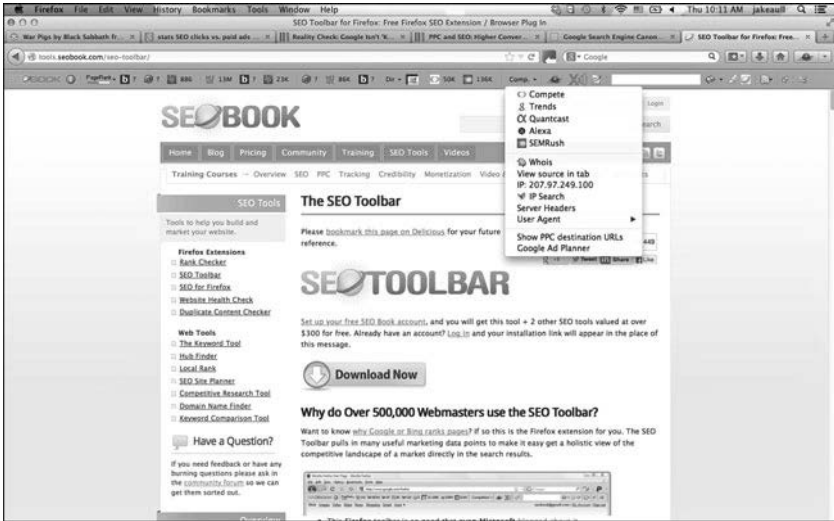 Firefox File Edit View History Bookmarks Tools Window Help
Thu 10:11 AM jakeaull
SEO Toolbar for Firefox: Free Firefox SEO Extension / Browser Plug In
War Pigs by Black Sabbath fr...
stats SEO clicks vs. paid ads ...
Reality Check: Google Isn't 'K...
PPC and SEO: Higher Conver...
Google Search Engine Canon...
SEO Toolbar for Firefox: Free...
tools.seobook.com/seo-toolbar/
Google
PageRank
886
13M
23K
86K
Dir
50K
136K
Comp.
Compete
Trends
Quantcast
Alexa
SEMRush
Whois
View source in tab
IP: 207.97.249.100
IP Search
Server Headers
User Agent
Show PPC destination URLs
Google Ad Planner
SEOBOOK
Login
Home Blog Pricing Community Training SEO Tools Videos
Training Courses — Overview SEO PPC Tracking Credibility Monetization Video
SEO Tools
Tools to help you build and
market your website.
Firefox Extensions
Rank Checker
SEO Toolbar
SEO for Firefox
Website Health Check
Duplicate Content Checker
Web Tools
The Keyword Tool
Hub Finder
Local Rank
SEO Site Planner
Competitive Research Tool
Domain Name Finder
Keyword Comparison Tool
Have a Question?
If you need feedback or have any
burning questions please ask in
the community forum so we can
get them sorted out.
The SEO Toolbar
Please bookmark this page on Delicious for your future
reference.
449
Tweet
Share
Like
SEOTOOLBAR
Set up your free SEO Book account, and you will get this tool + 2 other SEO tools valued at over
$300 for free. Already have an account? Log in and your installation link will appear in the place of
this message.
Download Now
Why do Over 500,000 Webmasters use the SEO Toolbar?
Want to know why Google or Bing ranks pages? If so this is the Firefox extension for you. The SEO
Toolbar pulls in many useful marketing data points to make it easy get a holistic view of the
competitive landscape of a market directly in the search results.